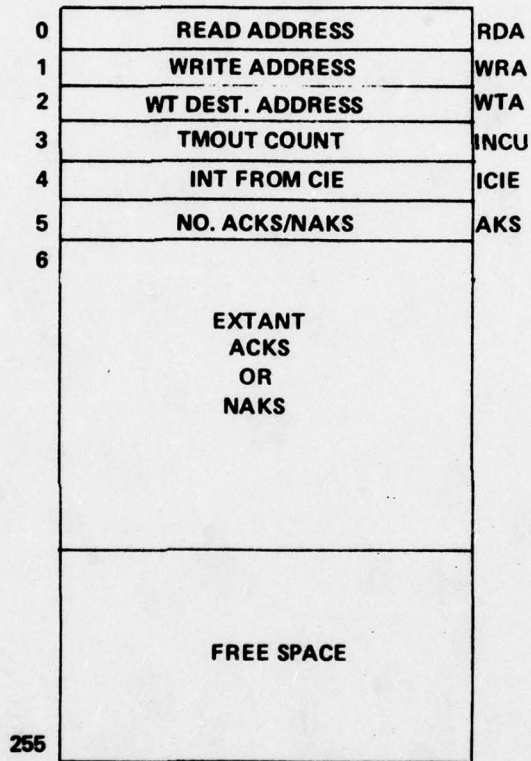 0 READ ADDRESS RDA
1 WRITE ADDRESS WRA
2 WT DEST. ADDRESS WTA
3 TMOUT COUNT INCU
4 INT FROM CIE ICIE
5 NO. ACKS/NAKS AKS
6
EXTANT
ACKS
OR
NAKS
FREE SPACE
255